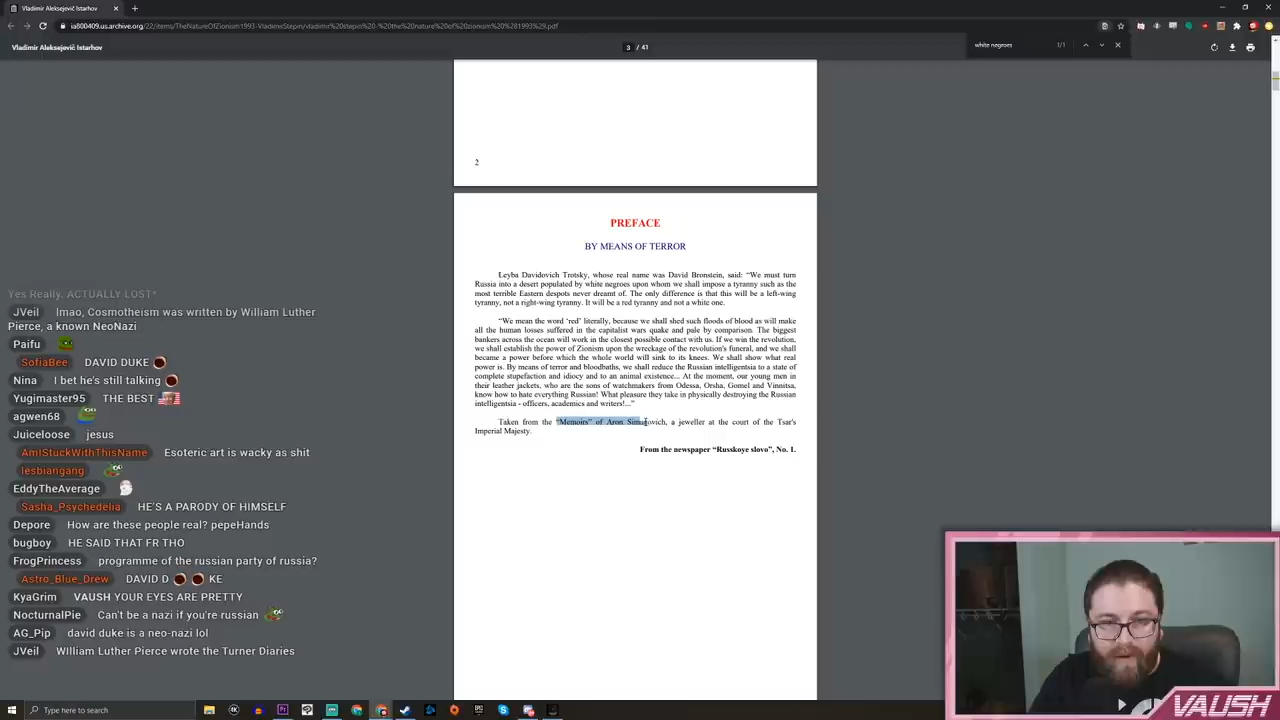 Vladimir Aleksejevič Istarhov
ia800409.us.archive.org/22/items/TheNatureOfZionism1993-VladimirStepin/vladimir%20stepin%20-%20the%20nature%20of%20zionism%20%281993%29.pdf
Vladimir Aleksejevič Istarhov
3 / 41
white negroes 1/1
2
PREFACE
BY MEANS OF TERROR
Leyba Davidovich Trotsky, whose real name was David Bronstein, said: “We must turn
Russia into a desert populated by white negroes upon whom we shall impose a tyranny such as the
most terrible Eastern despots never dreamt of. The only difference is that this will be a left-wing
tyranny, not a right-wing tyranny. It will be a red tyranny and not a white one.
“We mean the word ‘red’ literally, because we shall shed such floods of blood as will make
all the human losses suffered in the capitalist wars quake and pale by comparison. The biggest
bankers across the ocean will work in the closest possible contact with us. If we win the revolution,
we shall establish the power of Zionism upon the wreckage of the revolution's funeral, and we shall
became a power before which the whole world will sink to its knees. We shall show what real
power is. By means of terror and bloodbaths, we shall reduce the Russian intelligentsia to a state of
complete stupefaction and idiocy and to an animal existence... At the moment, our young men in
their leather jackets, who are the sons of watchmakers from Odessa, Orsha, Gomel and Vinnitsa,
know how to hate everything Russian! What pleasure they take in physically destroying the Russian
intelligentsia - officers, academics and writers!...”
Taken from the “Memoirs” of Aron Simanovich, a jeweller at the court of the Tsar's
Imperial Majesty.
From the newspaper “Russkoye slovo”, No. 1.
Yes Really. ACTUALLY LOST*
JVeil lmao, Cosmotheism was written by William Luther
Pierce, a known NeoNazi
Paifu
SofiaBee DAVID DUKE
Nina I bet he's still talking
Yugimaster95 THE BEST
agwen68
Juiceloose jesus
AmISTUCKWithThisNAME Esoteric art is wacky as shit
lesbiangang
EddyTheAverage
Sasha_Psychedelia HE'S A PARODY OF HIMSELF
Depore How are these people real? pepeHands
bugboy HE SAID THAT FR THO
FrogPrincess programme of the russian party of russia?
Astro_Blue_Drew DAVID D KE
KyaGrim VAUSH YOUR EYES ARE PRETTY
NocturnalPie Can't be a nazi if you're russian
AG_Pip david duke is a neo-nazi lol
JVeil WIlliam Luther Pierce wrote the Turner Diaries
VAUSH
Type here to search